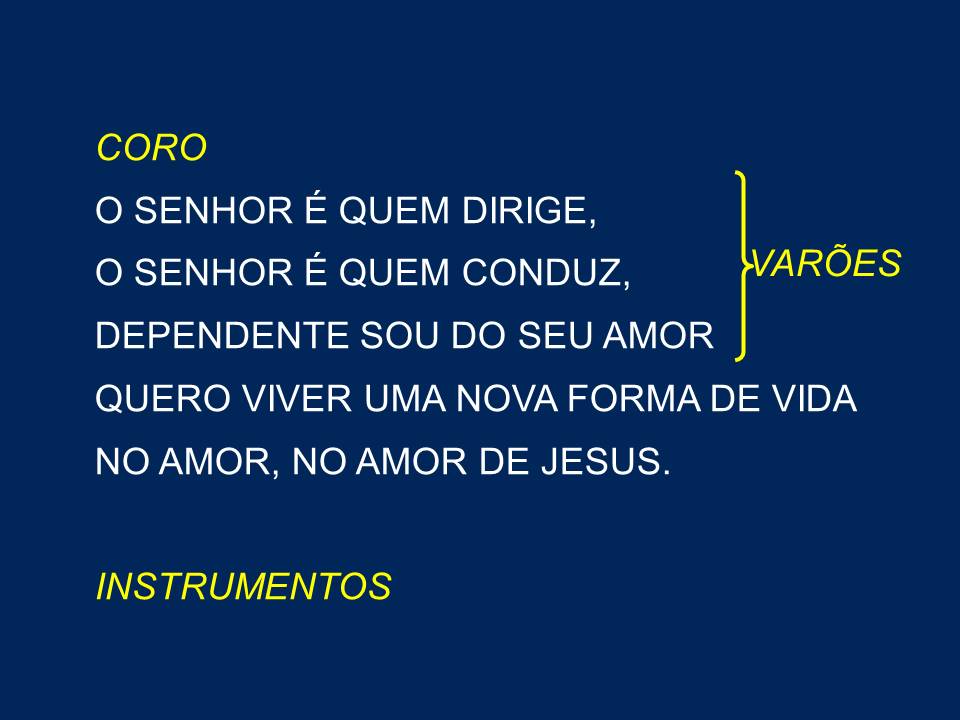 CORO
O SENHOR É QUEM DIRIGE,
O SENHOR É QUEM CONDUZ,
VARÕES
DEPENDENTE SOU DO SEU AMOR
QUERO VIVER UMA NOVA FORMA DE VIDA
NO AMOR, NO AMOR DE JESUS.
INSTRUMENTOS